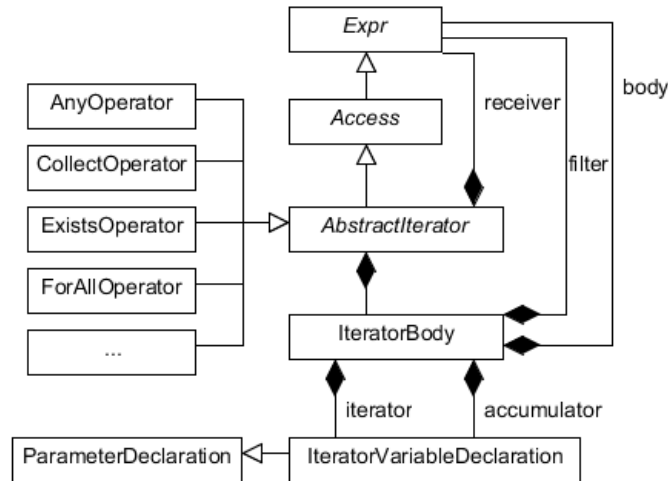 Expr
body
AnyOperator
receiver
Access
CollectOperator
filter
ExistsOperator
AbstractIterator
ForAllOperator
IteratorBody
...
iterator
accumulator
ParameterDeclaration
IteratorVariableDeclaration